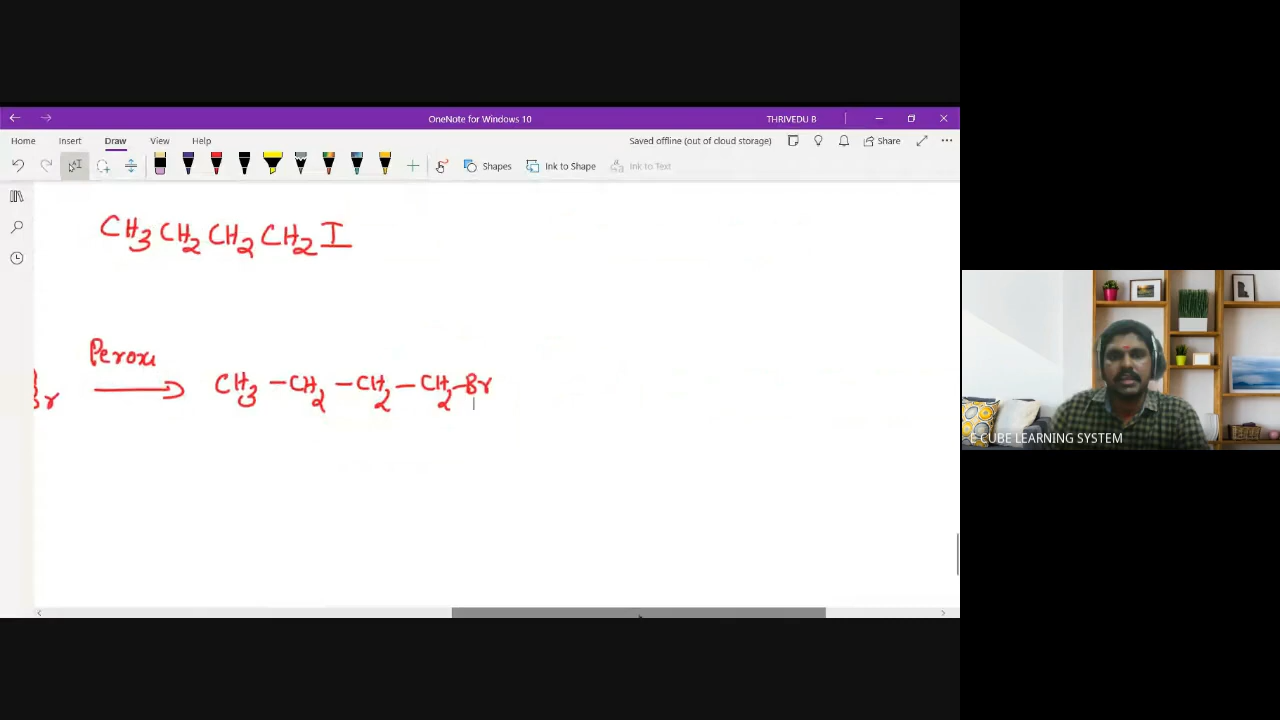 OneNote for Windows 10
THRIVEDU B
Home Insert Draw View Help
Saved offline (out of cloud storage)
Share
Shapes
Ink to Shape
Ink to Text
CH3 CH2 CH2 CH2 I
Peroxi
Br
CH3 - CH2 - CH2 - CH2 - Br
E CUBE LEARNING SYSTEM